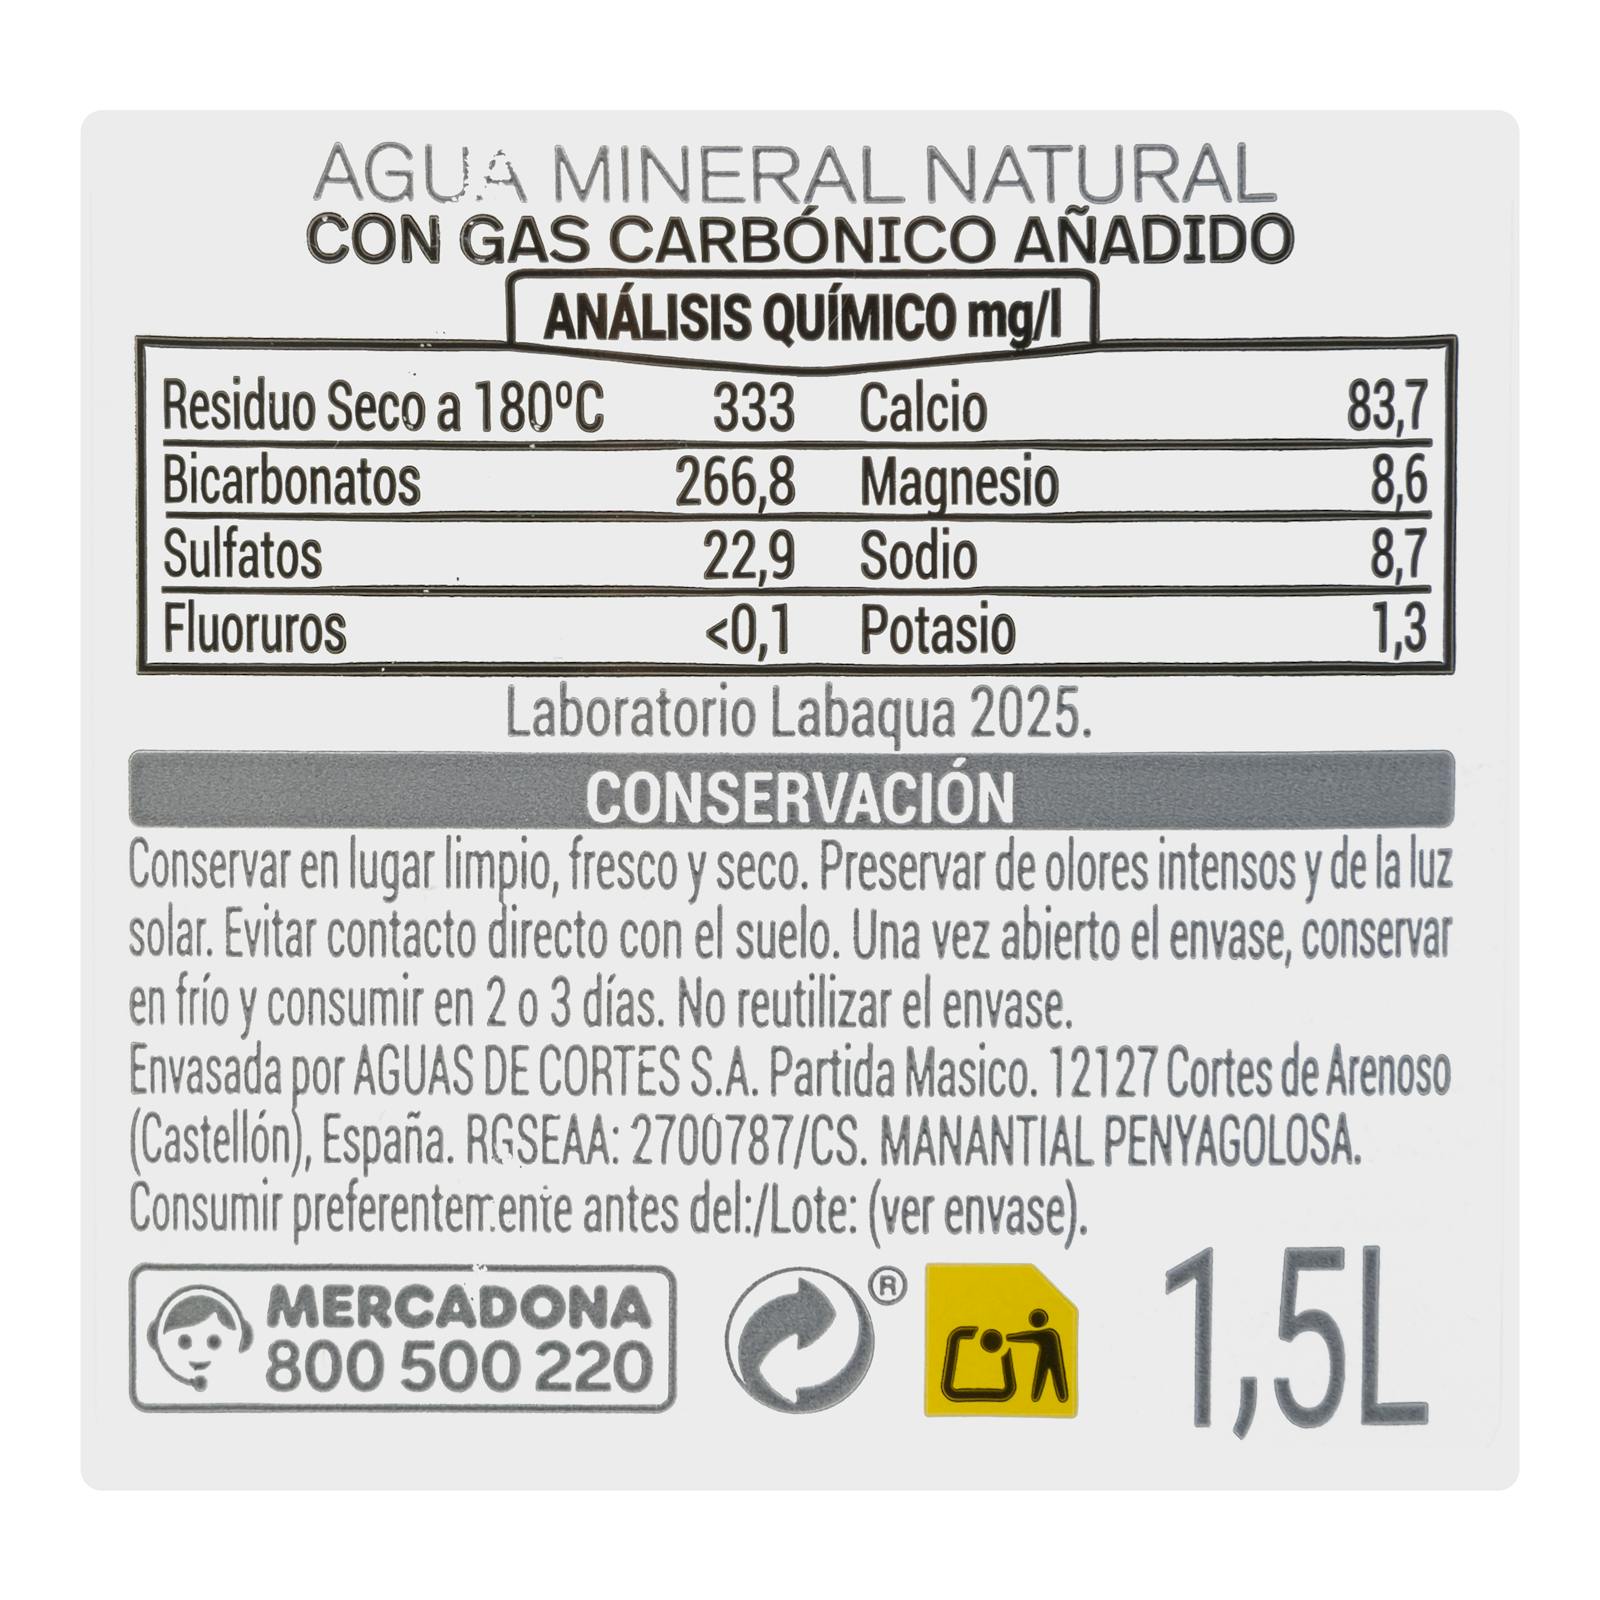 AGUA MINERAL NATURAL
CON GAS CARBÓNICO AÑADIDO
ANÁLISIS QUÍMICO mg/l
Residuo Seco a 180ºC 333 Calcio 83,7
Bicarbonatos 266,8 Magnesio 8,6
Sulfatos 22,9 Sodio 8,7
Fluoruros <0,1 Potasio 1,3
Laboratorio Labaqua 2025.
CONSERVACIÓN
Conservar en lugar limpio, fresco y seco. Preservar de olores intensos y de la luz
solar. Evitar contacto directo con el suelo. Una vez abierto el envase, conservar
en frío y consumir en 2 o 3 días. No reutilizar el envase.
Envasada por AGUAS DE CORTES S.A. Partida Masico. 12127 Cortes de Arenoso
(Castellón), España. RGSEAA: 2700787/CS. MANANTIAL PENYAGOLOSA.
Consumir preferentemente antes del:/Lote: (ver envase).
MERCADONA
800 500 220
®
1,5L